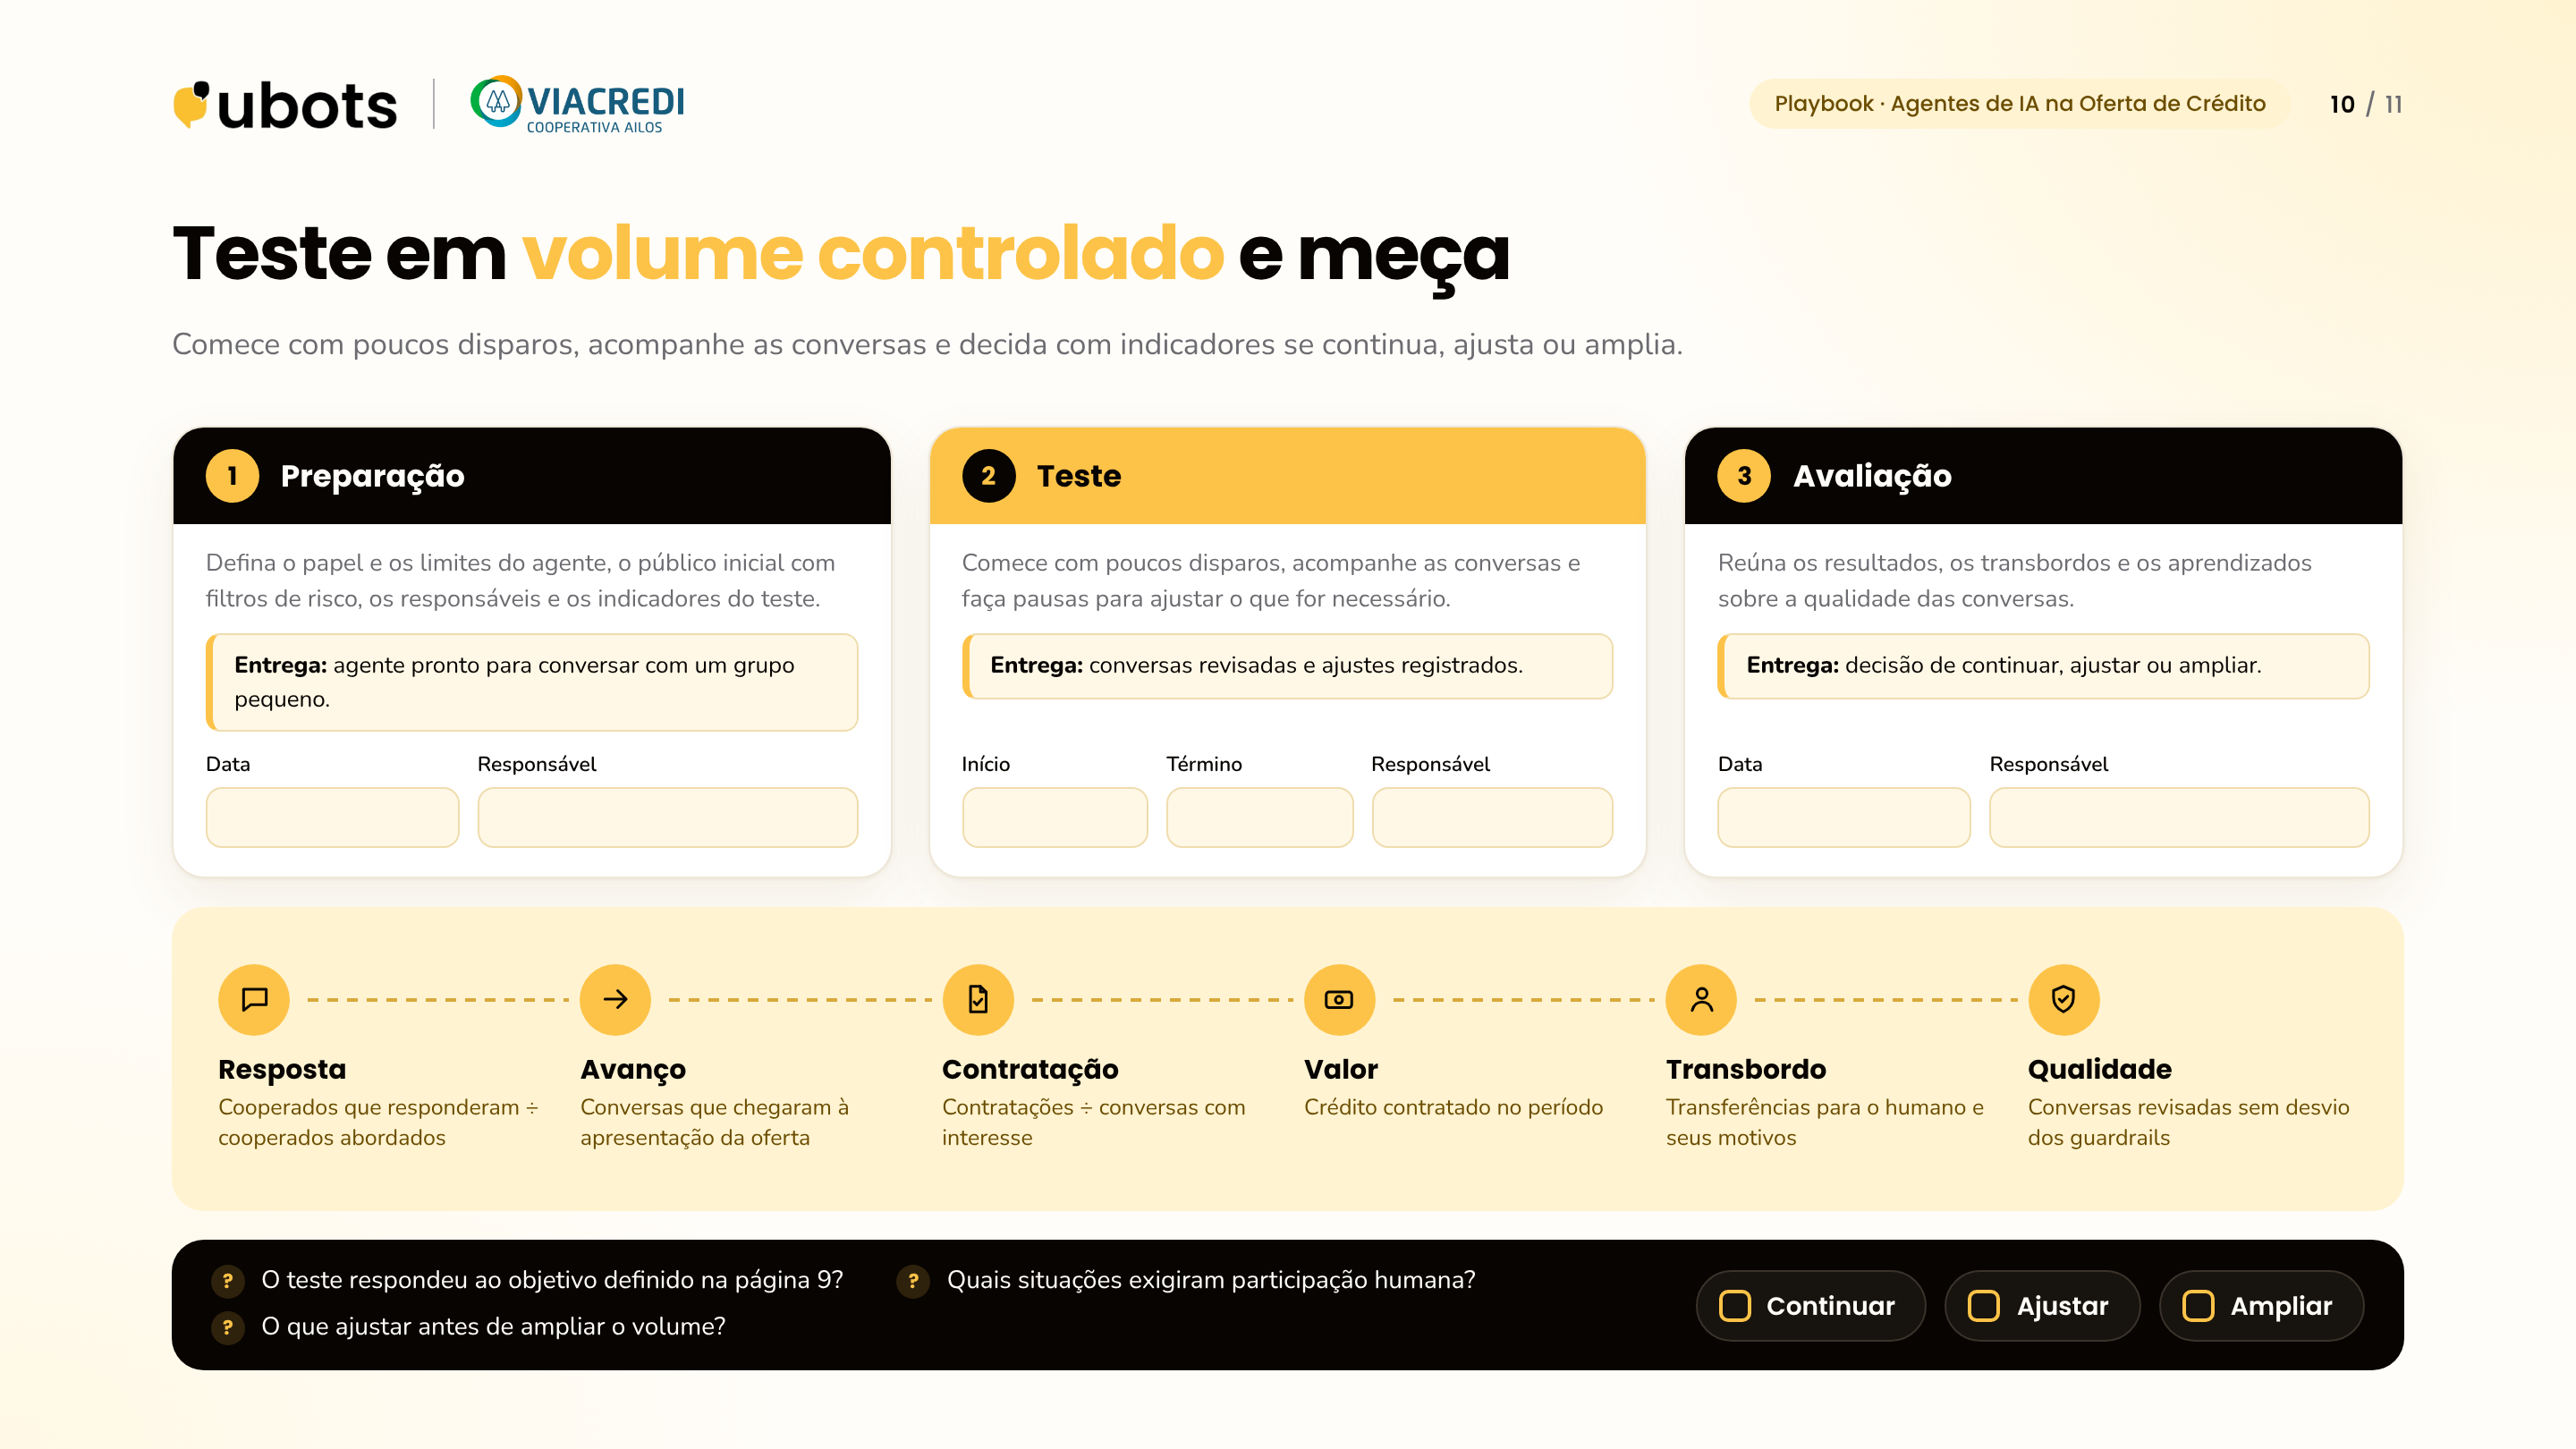 ubots
VIACREDI
COOPERATIVA AILOS
Playbook · Agentes de IA na Oferta de Crédito
10 / 11
Teste em volume controlado e meça
Comece com poucos disparos, acompanhe as conversas e decida com indicadores se continua, ajusta ou amplia.
1
Preparação
Defina o papel e os limites do agente, o público inicial com
filtros de risco, os responsáveis e os indicadores do teste.
Entrega: agente pronto para conversar com um grupo
pequeno.
Data
Responsável
2
Teste
Comece com poucos disparos, acompanhe as conversas e
faça pausas para ajustar o que for necessário.
Entrega: conversas revisadas e ajustes registrados.
Início
Término
Responsável
3
Avaliação
Reúna os resultados, os transbordos e os aprendizados
sobre a qualidade das conversas.
Entrega: decisão de continuar, ajustar ou ampliar.
Data
Responsável
Resposta
Cooperados que responderam ÷
cooperados abordados
Avanço
Conversas que chegaram à
apresentação da oferta
Contratação
Contratações ÷ conversas com
interesse
Valor
Crédito contratado no período
Transbordo
Transferências para o humano e
seus motivos
Qualidade
Conversas revisadas sem desvio
dos guardrails
? O teste respondeu ao objetivo definido na página 9?
? Quais situações exigiram participação humana?
? O que ajustar antes de ampliar o volume?
Continuar
Ajustar
Ampliar